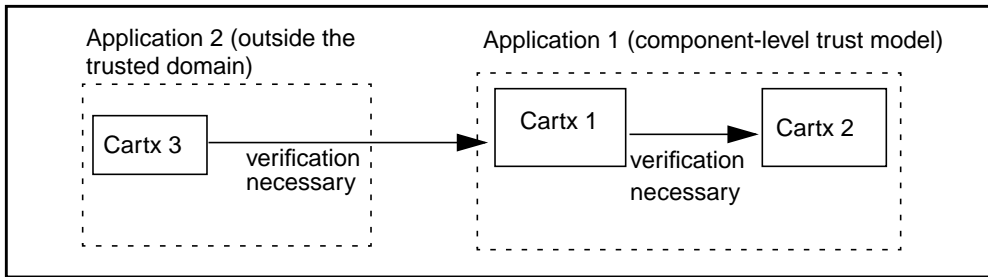 Application 2 (outside the
trusted domain)
Application 1 (component-level trust model)
Cartx 3
verification
necessary
Cartx 1
verification
necessary
Cartx 2